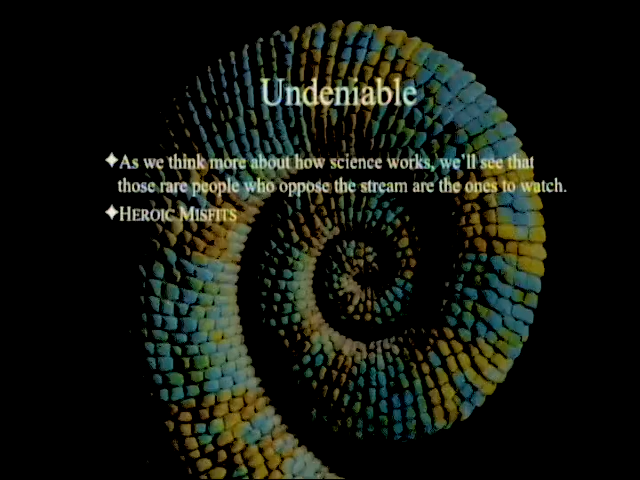 Undeniable
✦As we think more about how science works, we'll see that
those rare people who oppose the stream are the ones to watch.
✦HEROIC MISFITS